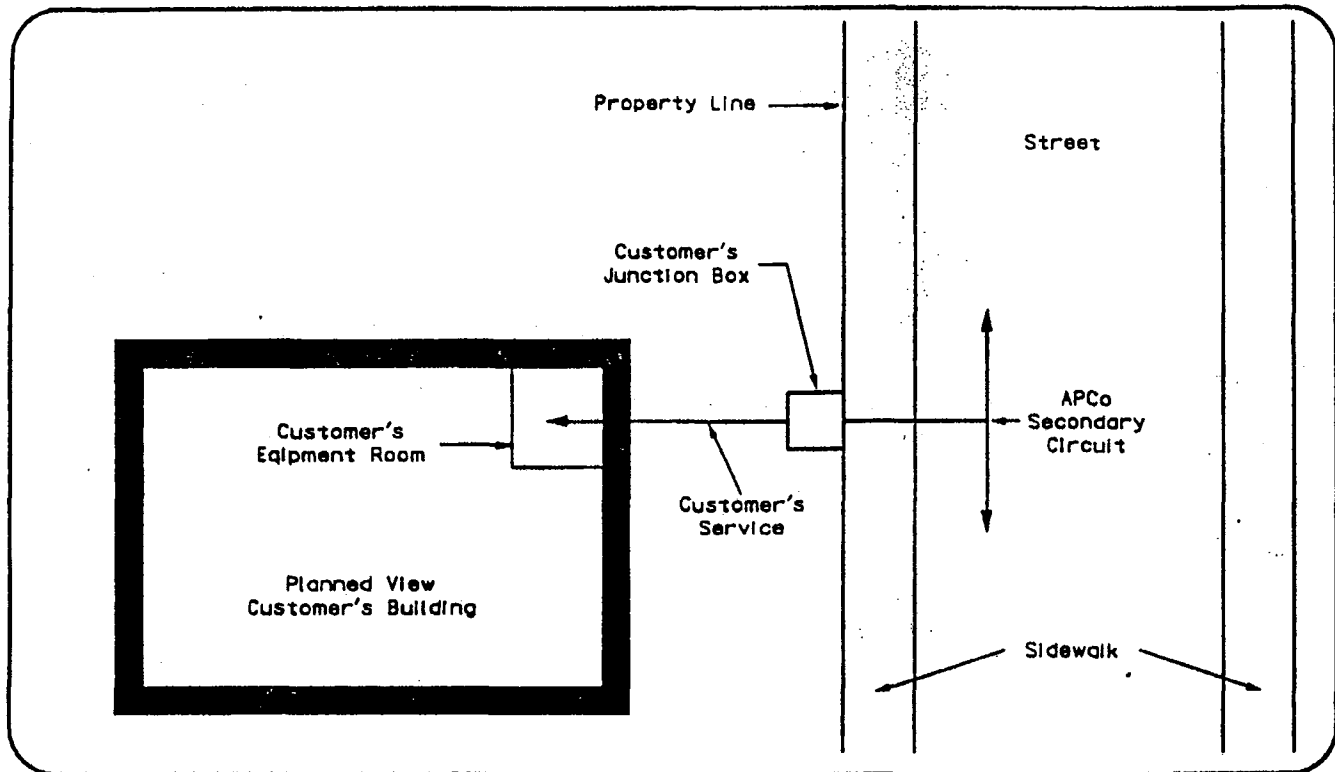 Property Line
Street
Customer's
Junction Box
Customer's
Eqipment Room
APCo
Secondary
Circuit
Customer's
Service
Planned View
Customer's Building
Sidewalk